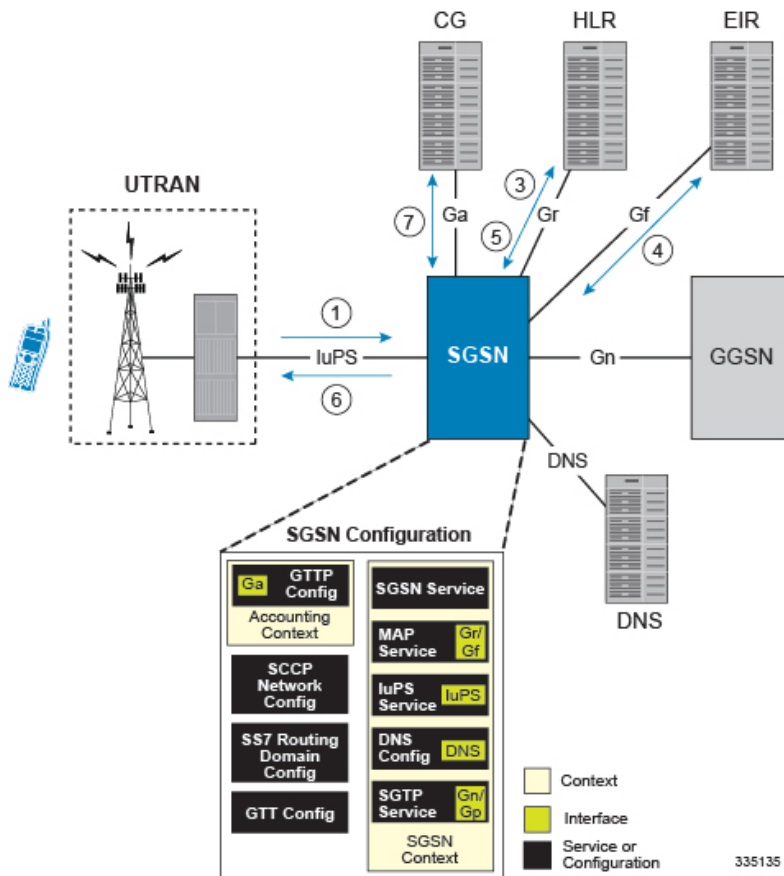 CG
HLR
EIR
UTRAN
7
Ga
3
5
Gr
Gf
4
1
IuPS
6
SGSN
Gn
GGSN
DNS
DNS
SGSN Configuration
Ga
GTTP
Config
Accounting
Context
SCCP
Network
Config
SS7 Routing
Domain
Config
GTT Config
SGSN Service
MAP
Service
Gr/
Gf
IuPS
Service
IuPS
DNS
Config
DNS
SGTP
Service
Gn/
Gp
SGSN
Context
Context
Interface
Service or
Configuration
335135